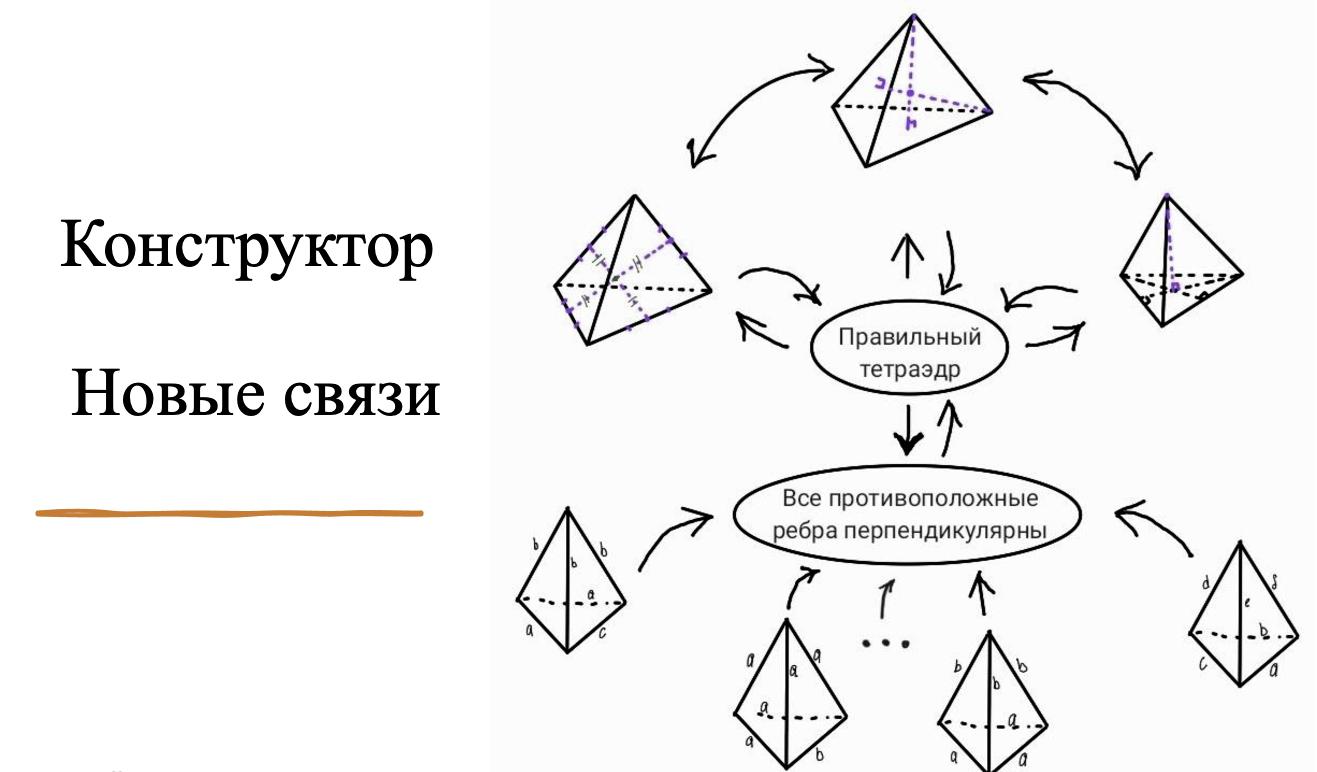 Конструктор
Новые связи
Правильный
тетраэдр
Все противоположные
ребра перпендикулярны
b b
b
a
a c
a a
a
a
a b
b b
b
a
a a
d
e
b
c a